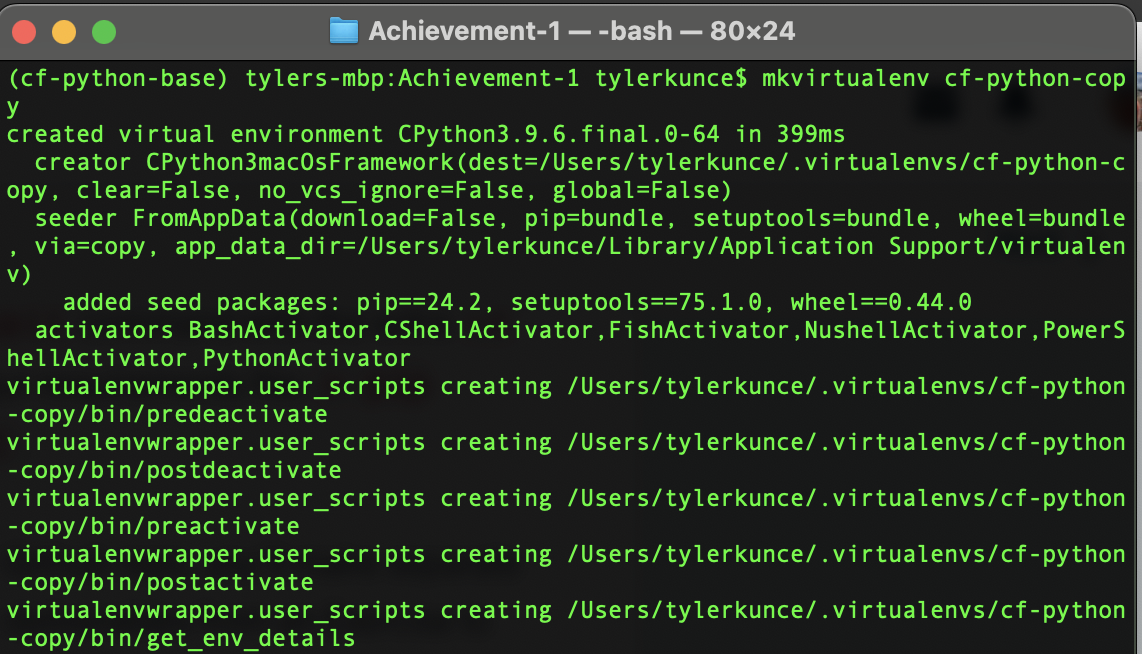 Achievement-1 — -bash — 80×24
(cf-python-base) tylers-mbp:Achievement-1 tylerkunce$ mkvirtualenv cf-python-cop
y
created virtual environment CPython3.9.6.final.0-64 in 399ms
  creator CPython3macOsFramework(dest=/Users/tylerkunce/.virtualenvs/cf-python-c
opy, clear=False, no_vcs_ignore=False, global=False)
  seeder FromAppData(download=False, pip=bundle, setuptools=bundle, wheel=bundle
, via=copy, app_data_dir=/Users/tylerkunce/Library/Application Support/virtualen
v)
    added seed packages: pip==24.2, setuptools==75.1.0, wheel==0.44.0
  activators BashActivator,CShellActivator,FishActivator,NushellActivator,PowerS
hellActivator,PythonActivator
virtualenvwrapper.user_scripts creating /Users/tylerkunce/.virtualenvs/cf-python
-copy/bin/predeactivate
virtualenvwrapper.user_scripts creating /Users/tylerkunce/.virtualenvs/cf-python
-copy/bin/postdeactivate
virtualenvwrapper.user_scripts creating /Users/tylerkunce/.virtualenvs/cf-python
-copy/bin/preactivate
virtualenvwrapper.user_scripts creating /Users/tylerkunce/.virtualenvs/cf-python
-copy/bin/postactivate
virtualenvwrapper.user_scripts creating /Users/tylerkunce/.virtualenvs/cf-python
-copy/bin/get_env_details